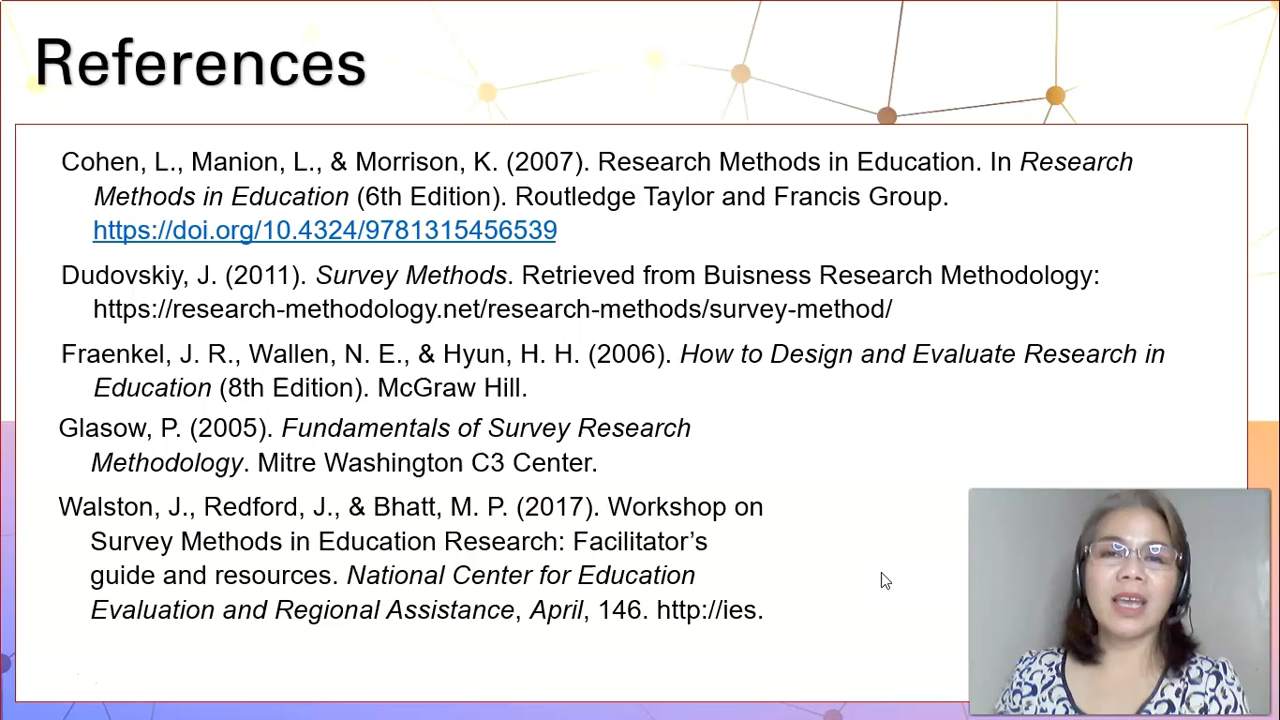 References
Cohen, L., Manion, L., & Morrison, K. (2007). Research Methods in Education. In Research
Methods in Education (6th Edition). Routledge Taylor and Francis Group.
https://doi.org/10.4324/9781315456539
Dudovskiy, J. (2011). Survey Methods. Retrieved from Buisness Research Methodology:
https://research-methodology.net/research-methods/survey-method/
Fraenkel, J. R., Wallen, N. E., & Hyun, H. H. (2006). How to Design and Evaluate Research in
Education (8th Edition). McGraw Hill.
Glasow, P. (2005). Fundamentals of Survey Research
Methodology. Mitre Washington C3 Center.
Walston, J., Redford, J., & Bhatt, M. P. (2017). Workshop on
Survey Methods in Education Research: Facilitator’s
guide and resources. National Center for Education
Evaluation and Regional Assistance, April, 146. http://ies.